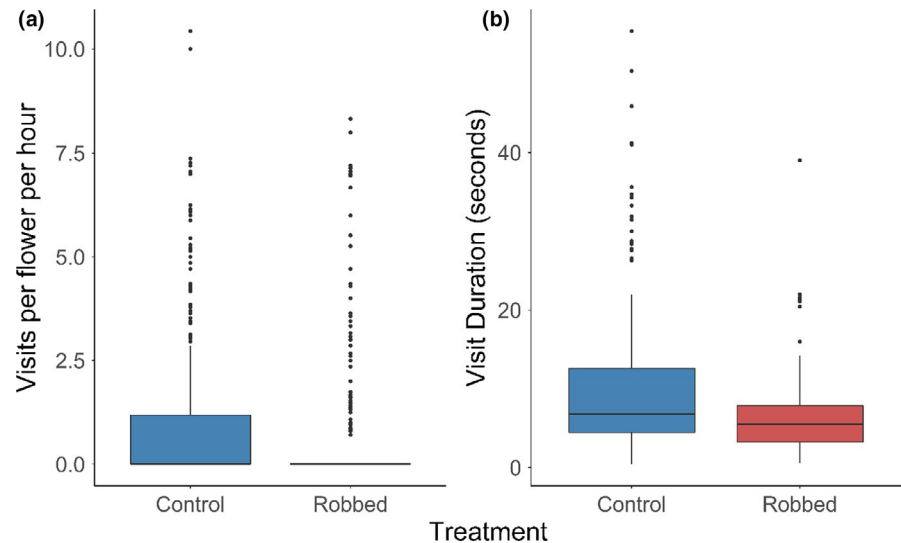 (a)
Visits per flower per hour
10.0
7.5
5.0
2.5
0.0
Control Robbed
(b)
Visit Duration (seconds)
40
20
0
Control Robbed
Treatment